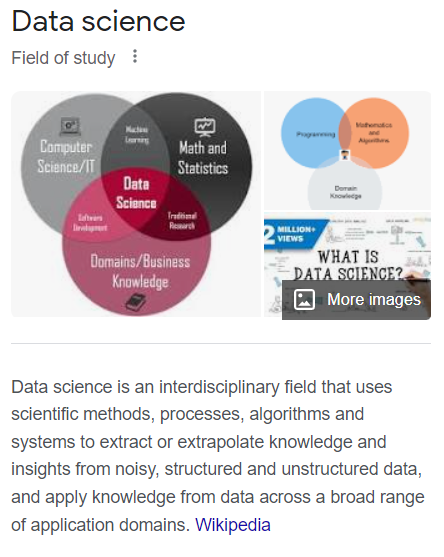 Data science
Field of study
Computer
Science/IT
Machine
Learning
Math and
Statistics
Data
Science
Software
Development
Traditional
Research
Domains/Business
Knowledge
Programming
Mathematics
and
Algorithms
Domain
Knowledge
2 MILLION+
VIEWS
WHAT IS
DATA SCIENCE?
More images
Data science is an interdisciplinary field that uses
scientific methods, processes, algorithms and
systems to extract or extrapolate knowledge and
insights from noisy, structured and unstructured data,
and apply knowledge from data across a broad range
of application domains. Wikipedia